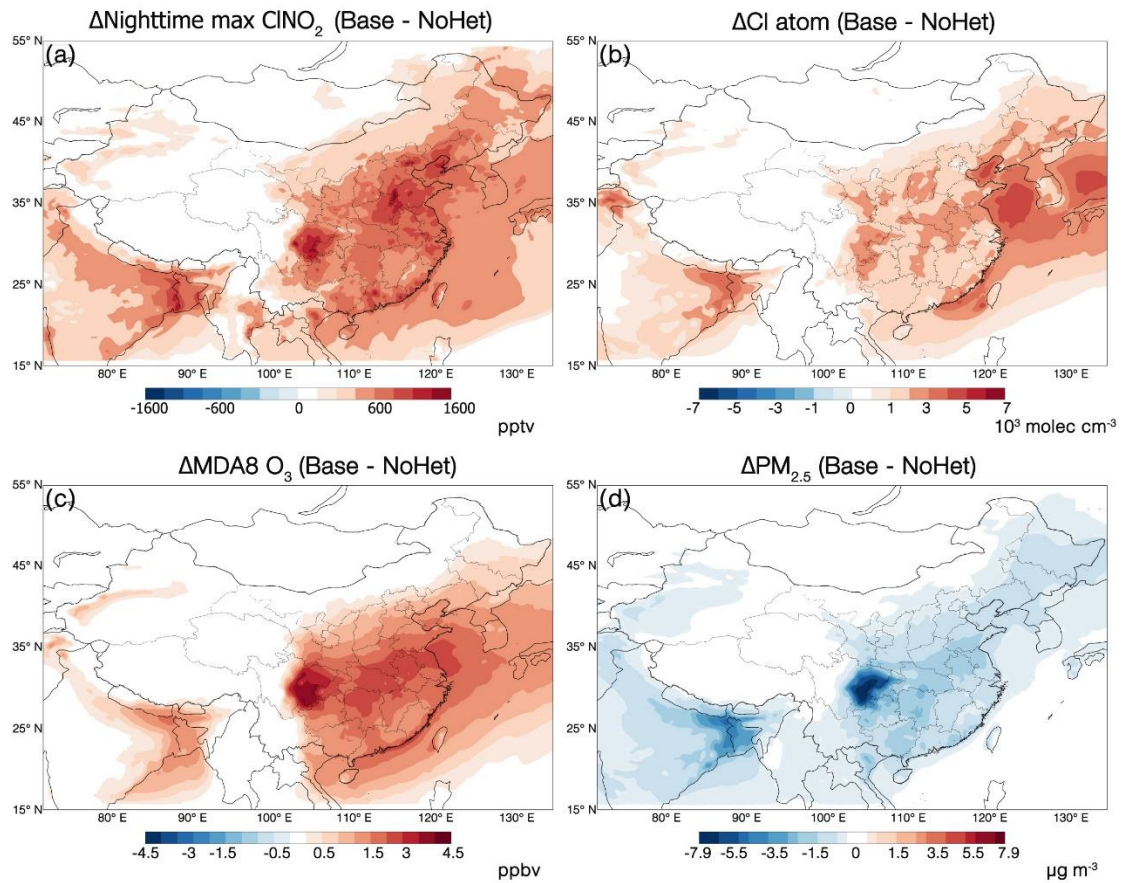 ΔNighttime max ClNO₂ (Base - NoHet) ΔCl atom (Base - NoHet)
55° N (a) 55° N (b)
45° N 45° N
35° N 35° N
25° N 25° N
15° N 15° N
80° E 90° E 100° E 110° E 120° E 130° E 80° E 90° E 100° E 110° E 120° E 130° E
-1600 -600 0 600 1600 -7 -5 -3 -1 0 1 3 5 7
pptv 10³ molec cm⁻³
ΔMDA8 O₃ (Base - NoHet) ΔPM₂.₅ (Base - NoHet)
55° N (c) 55° N (d)
45° N 45° N
35° N 35° N
25° N 25° N
15° N 15° N
80° E 90° E 100° E 110° E 120° E 130° E 80° E 90° E 100° E 110° E 120° E 130° E
-4.5 -3 -1.5 -0.5 0.5 1.5 3 4.5 -7.9 -5.5 -3.5 -1.5 0 1.5 3.5 5.5 7.9
ppbv μg m⁻³